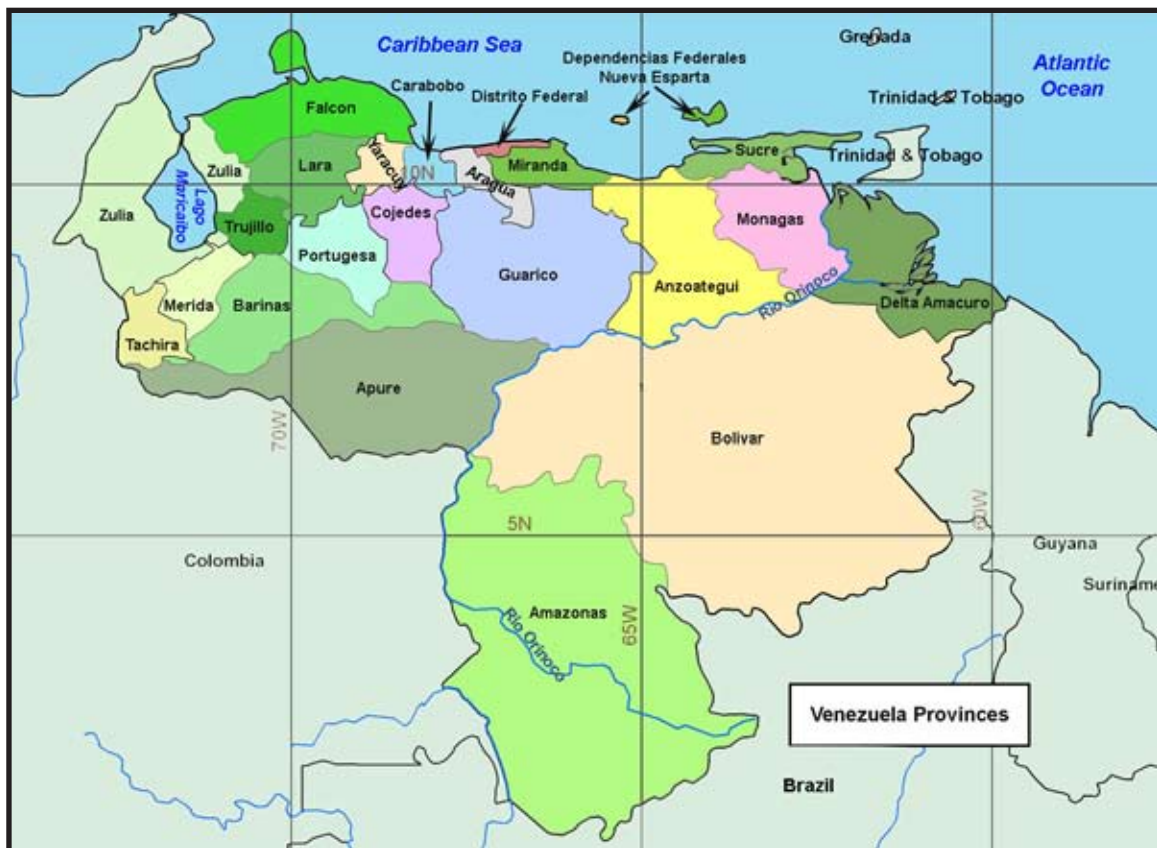 Caribbean Sea
Grenada
Dependencias Federales
Nueva Esparta
Atlantic
Ocean
Carabobo
Distrito Federal
Trinidad & Tobago
Falcon
Yaracuy
Sucre
Trinidad & Tobago
Zulia
Lara
10N
Aragua
Miranda
Zulia
Lago
Maricaibo
Trujillo
Cojedes
Monagas
Portugesa
Guarico
Anzoategui
Rio Orinoco
Merida
Barinas
Delta Amacuro
Tachira
Apure
70W
Bolivar
60W
5N
Colombia
Guyana
Suriname
Amazonas
65W
Rio Orinoco
Venezuela Provinces
Brazil